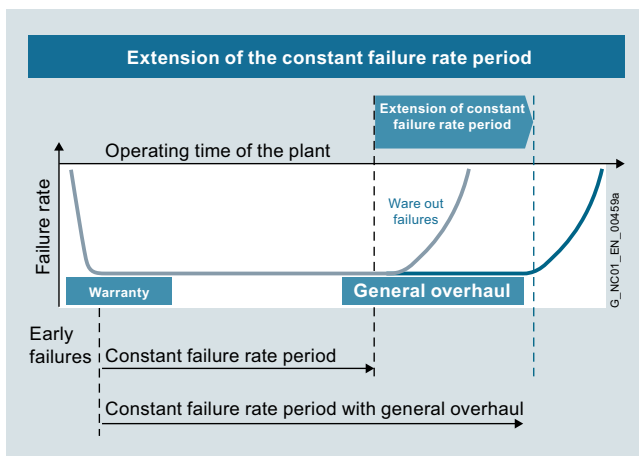 Extension of the constant failure rate period
Extension of constant
failure rate period
Operating time of the plant
Failure rate
Ware out
failures
G_NC01_EN_00459a
Warranty
General overhaul
Early
failures
Constant failure rate period
Constant failure rate period with general overhaul